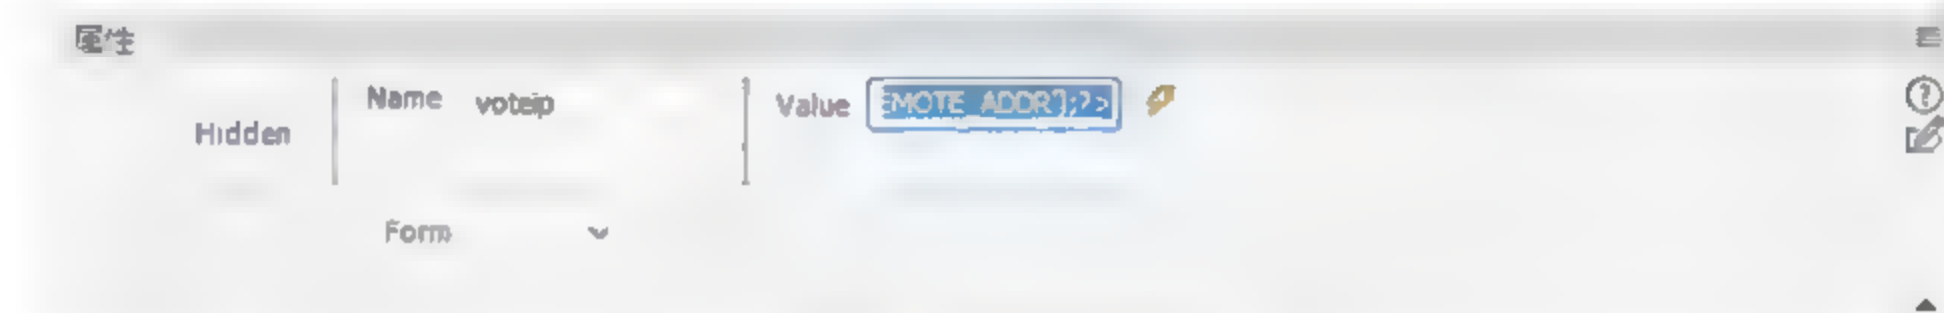 属性
Name voteip Value EMOTE_ADDR'];?>
Hidden
Form